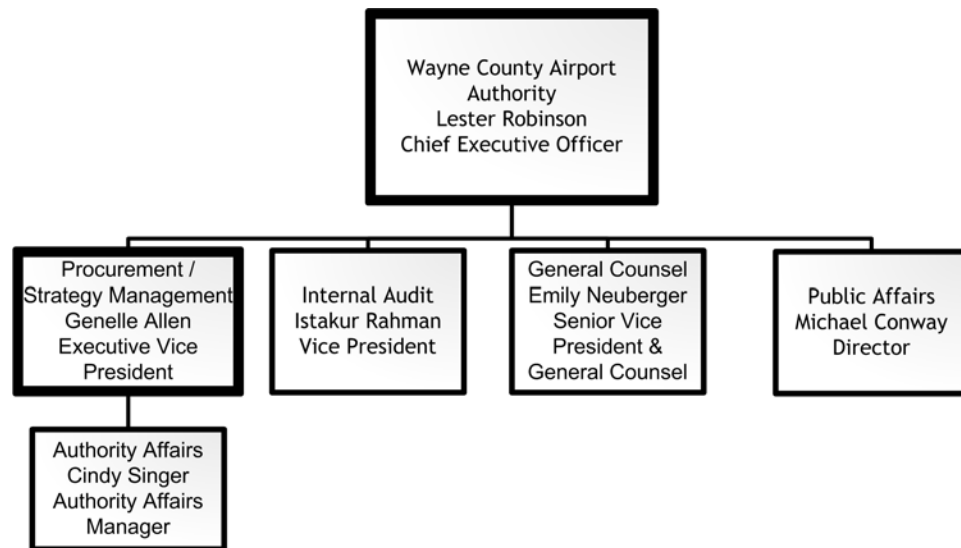 Wayne County Airport
Authority
Lester Robinson
Chief Executive Officer
Procurement /
Strategy Management
Genelle Allen
Executive Vice
President
Internal Audit
Istakur Rahman
Vice President
General Counsel
Emily Neuberger
Senior Vice
President &
General Counsel
Public Affairs
Michael Conway
Director
Authority Affairs
Cindy Singer
Authority Affairs
Manager